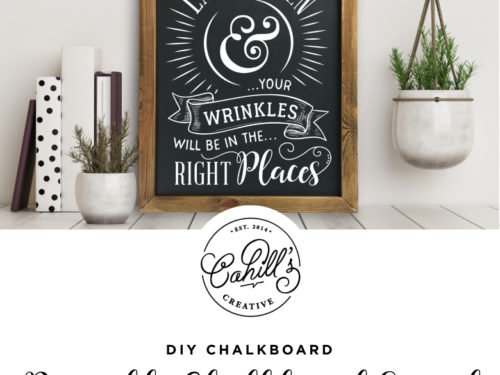 &
...YOUR
WRINKLES
WILL BE IN THE...
RIGHT Places
• EST. 2014 •
Cahill's
CREATIVE
DIY CHALKBOARD